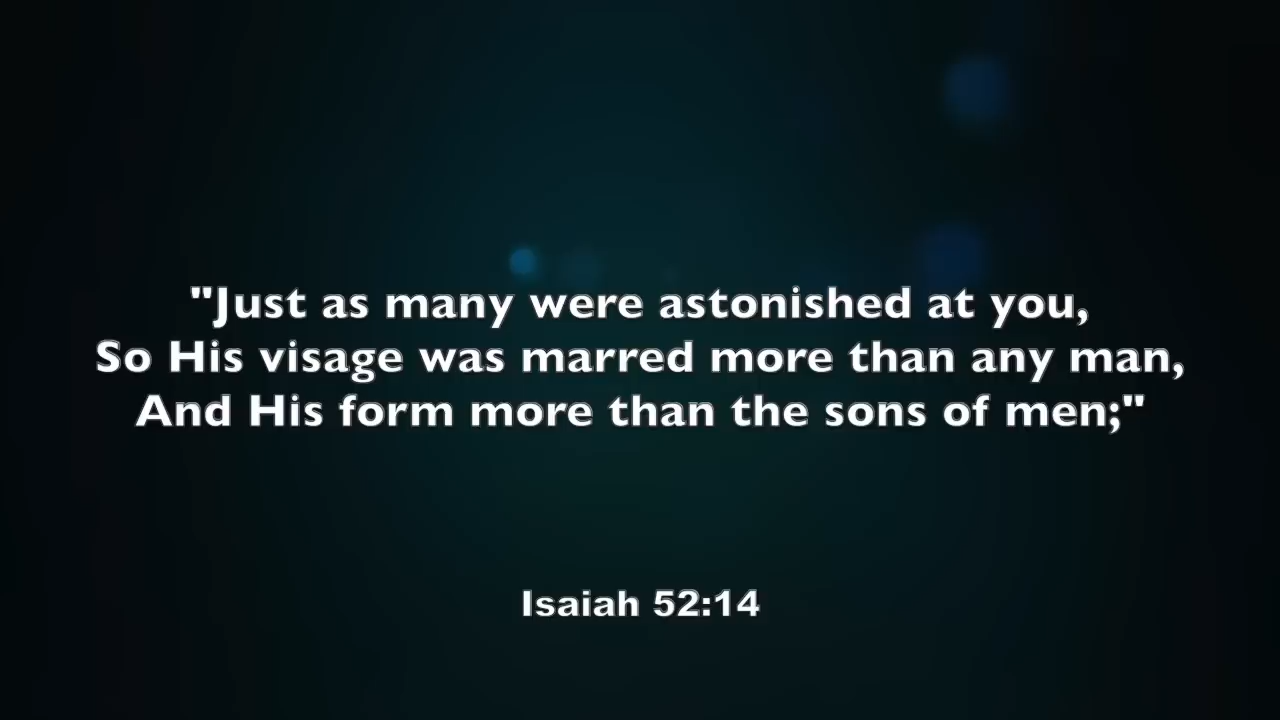 "Just as many were astonished at you,
So His visage was marred more than any man,
And His form more than the sons of men;"
Isaiah 52:14